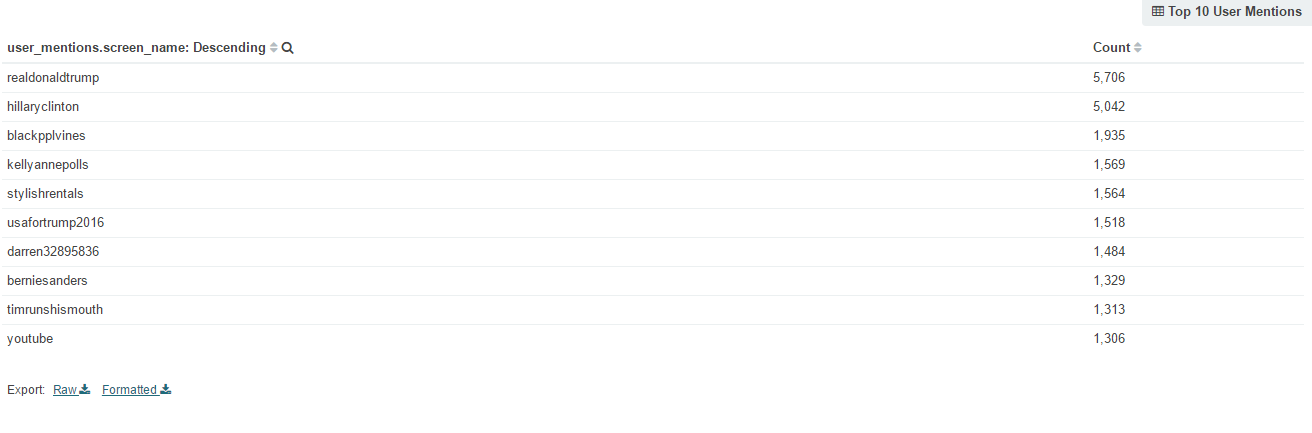 Top 10 User Mentions
user_mentions.screen_name: Descending Count
realdonaldtrump 5,706
hillaryclinton 5,042
blackpplvines 1,935
kellyannepolls 1,569
stylishrentals 1,564
usafortrump2016 1,518
darren32895836 1,484
berniesanders 1,329
timrunshismouth 1,313
youtube 1,306
Export: Raw Formatted